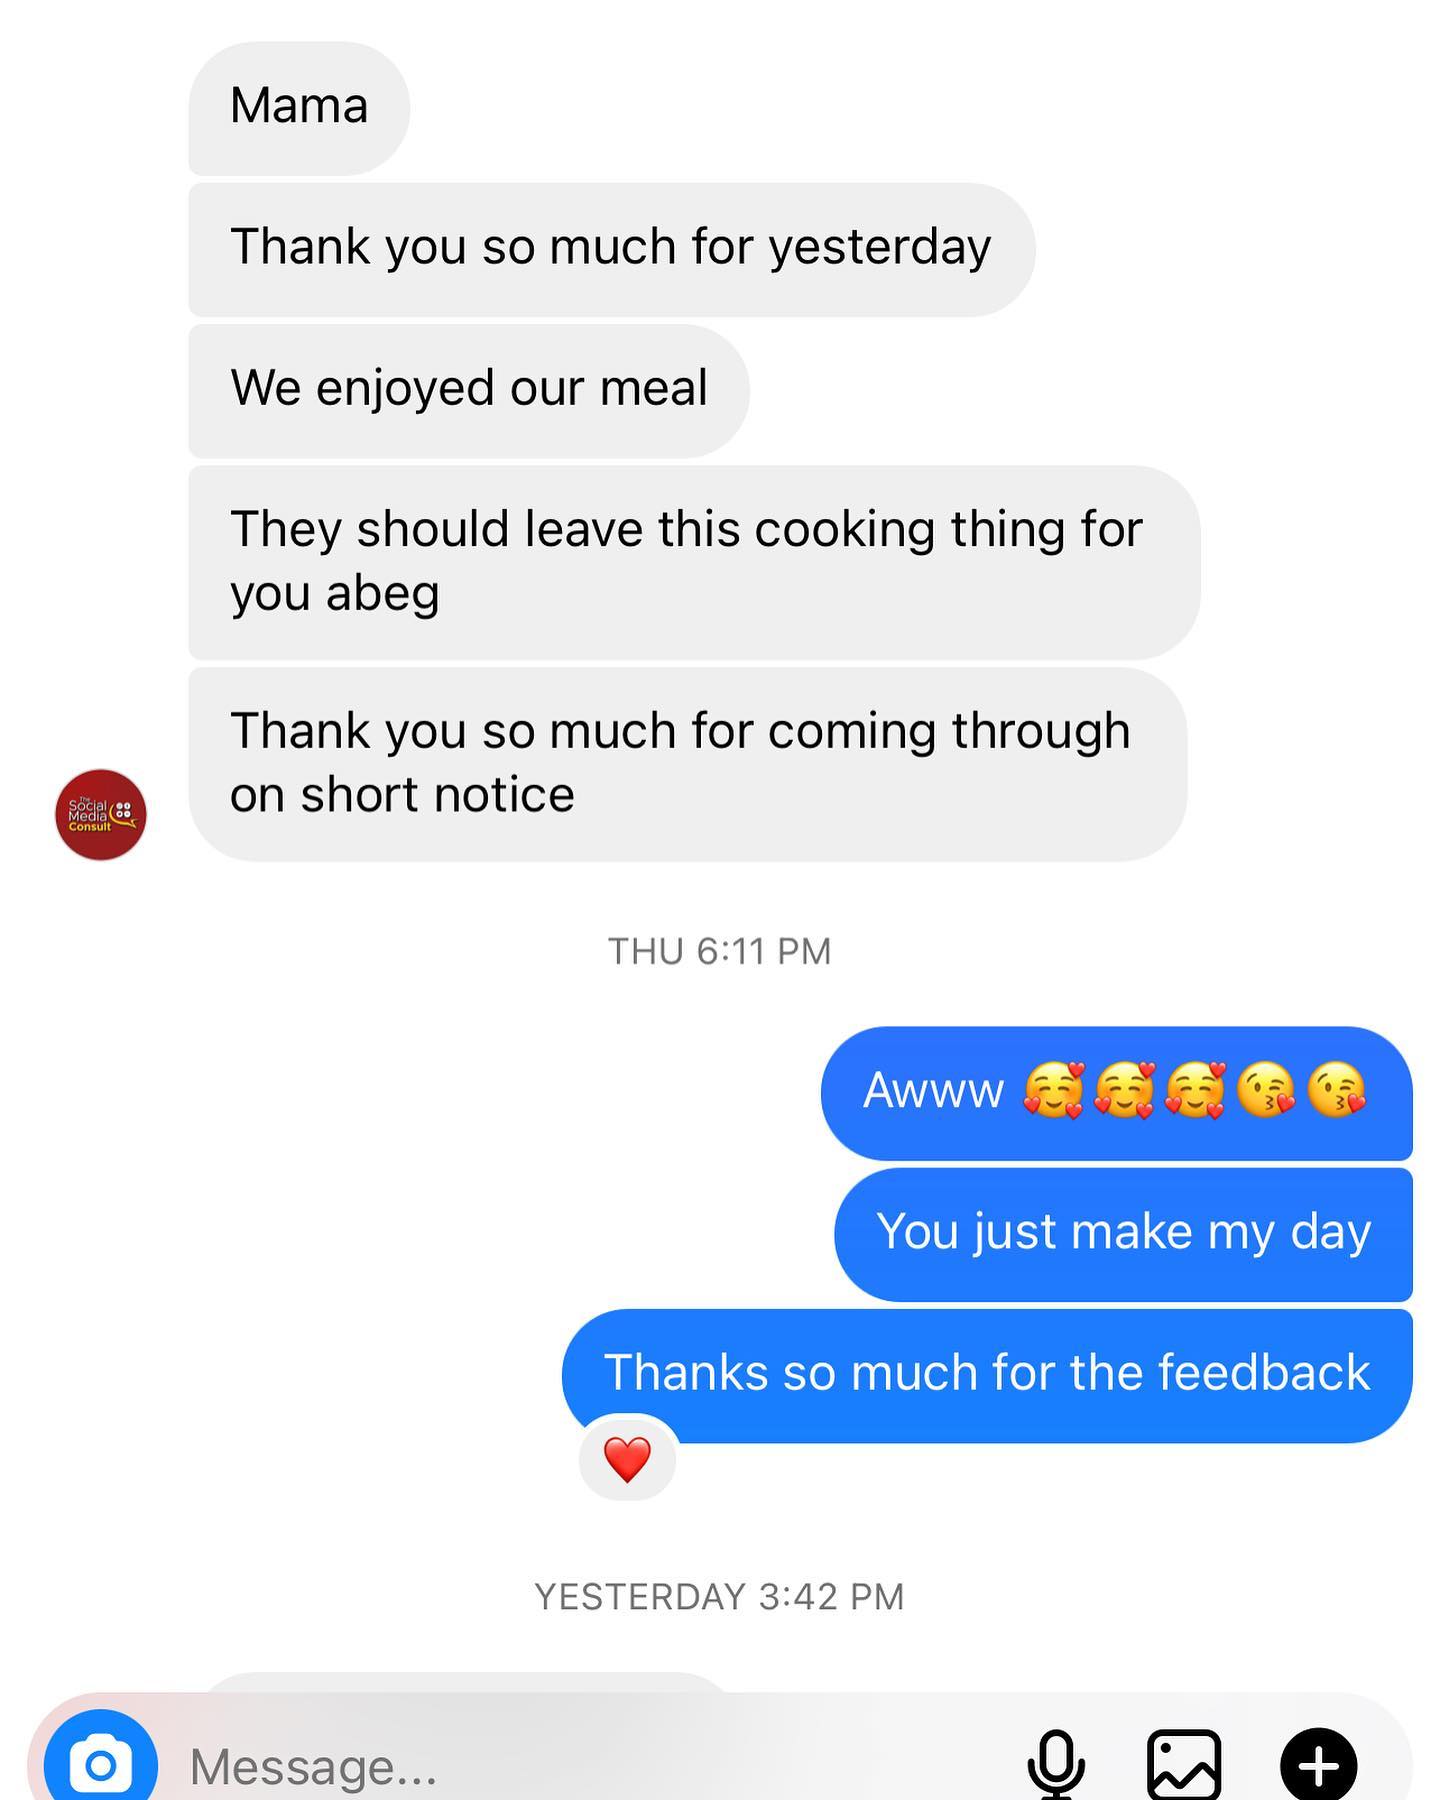 Mama
Thank you so much for yesterday
We enjoyed our meal
They should leave this cooking thing for
you abeg
Thank you so much for coming through
on short notice
The
Social
Media
Consult
THU 6:11 PM
Awww 🥰🥰🥰😘😘
You just make my day
Thanks so much for the feedback
❤️
YESTERDAY 3:42 PM
Message...